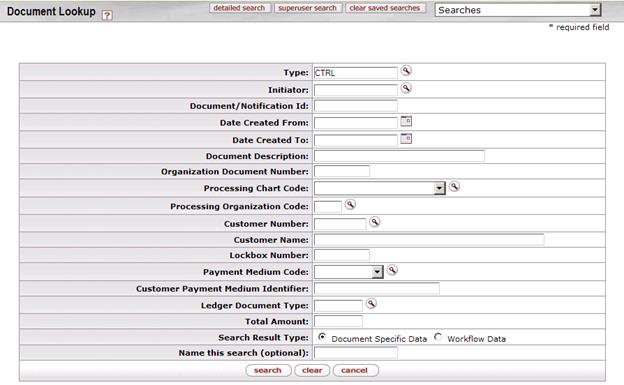 Document Lookup ? detailed search superuser search clear saved searches Searches
* required field
Type: CTRL
Initiator:
Document/Notification Id:
Date Created From:
Date Created To:
Document Description:
Organization Document Number:
Processing Chart Code:
Processing Organization Code:
Customer Number:
Customer Name:
Lockbox Number:
Payment Medium Code:
Customer Payment Medium Identifier:
Ledger Document Type:
Total Amount:
Search Result Type: Document Specific Data Workflow Data
Name this search (optional):
search clear cancel